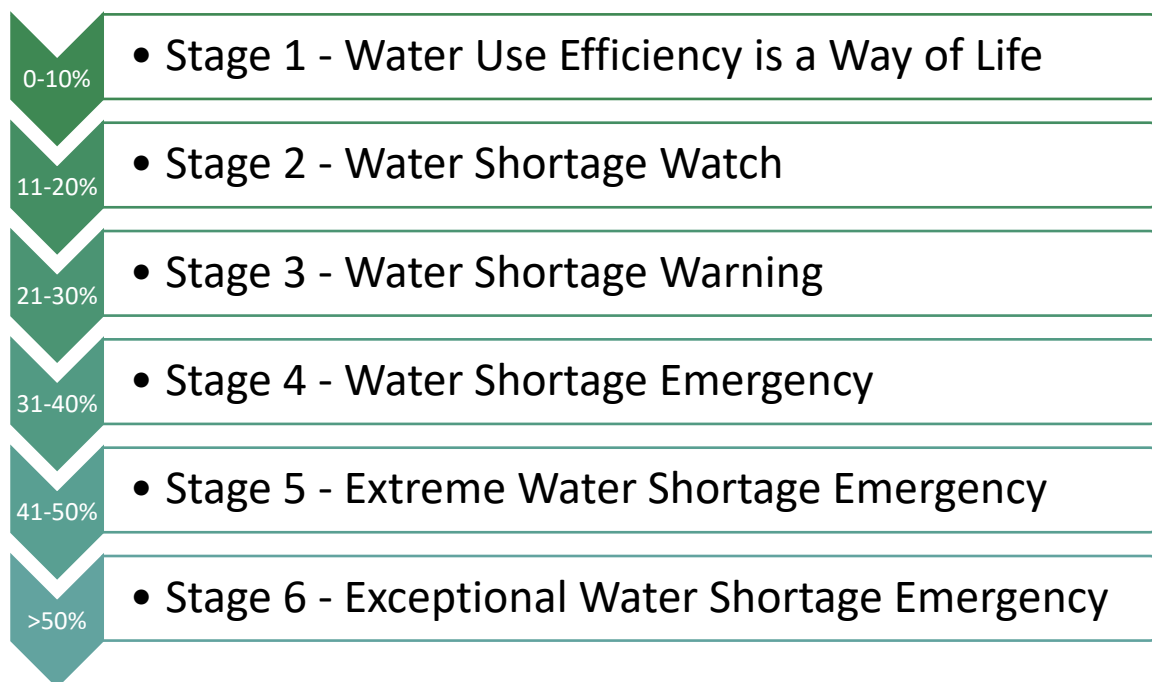 0-10%
• Stage 1 - Water Use Efficiency is a Way of Life
11-20%
• Stage 2 - Water Shortage Watch
21-30%
• Stage 3 - Water Shortage Warning
31-40%
• Stage 4 - Water Shortage Emergency
41-50%
• Stage 5 - Extreme Water Shortage Emergency
>50%
• Stage 6 - Exceptional Water Shortage Emergency